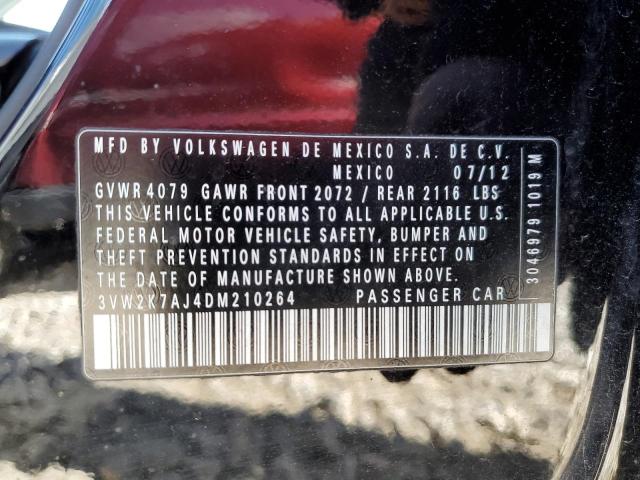 MFD BY VOLKSWAGEN DE MEXICO S.A. DE C.V.
MEXICO 07/12
GVWR 4079 GAWR FRONT 2072 / REAR 2116 LBS
THIS VEHICLE CONFORMS TO ALL APPLICABLE U.S.
FEDERAL MOTOR VEHICLE SAFETY, BUMPER AND
THEFT PREVENTION STANDARDS IN EFFECT ON
THE DATE OF MANUFACTURE SHOWN ABOVE.
3VW2K7AJ4DM210264 PASSENGER CAR
3046979 1019 M